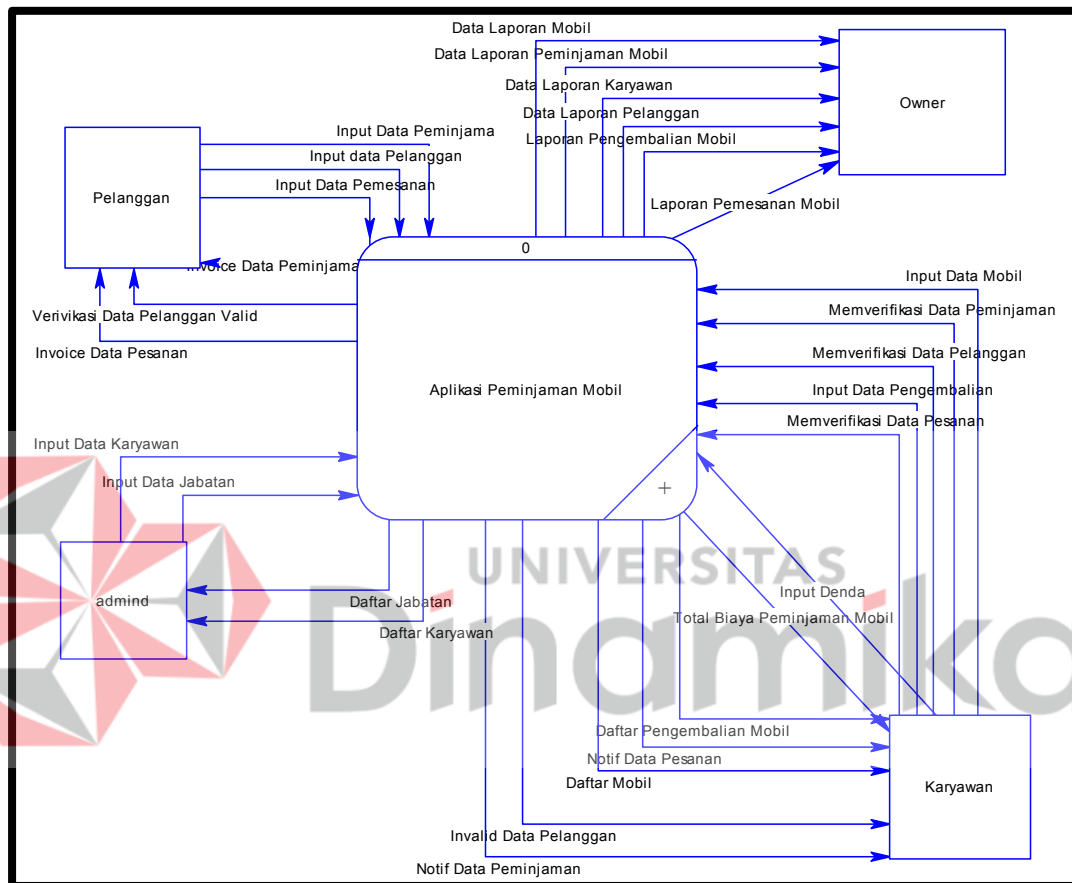 Data Laporan Mobil
Data Laporan Peminjaman Mobil
Data Laporan Karyawan
Data Laporan Pelanggan
Laporan Pengembalian Mobil
Owner
Laporan Pemesanan Mobil
Input Data Peminjama
Input data Pelanggan
Input Data Pemesanan
Pelanggan
0
Invoice Data Peminjama
Verivikasi Data Pelanggan Valid
Invoice Data Pesanan
Aplikasi Peminjaman Mobil
Input Data Mobil
Memverifikasi Data Peminjaman
Memverifikasi Data Pelanggan
Input Data Pengembalian
Memverifikasi Data Pesanan
Input Data Karyawan
Input Data Jabatan
+
admind
UNIVERSITAS
Dinamika
Daftar Jabatan
Daftar Karyawan
Input Denda
Total Biaya Peminjaman Mobil
Daftar Pengembalian Mobil
Notif Data Pesanan
Daftar Mobil
Karyawan
Invalid Data Pelanggan
Notif Data Peminjaman